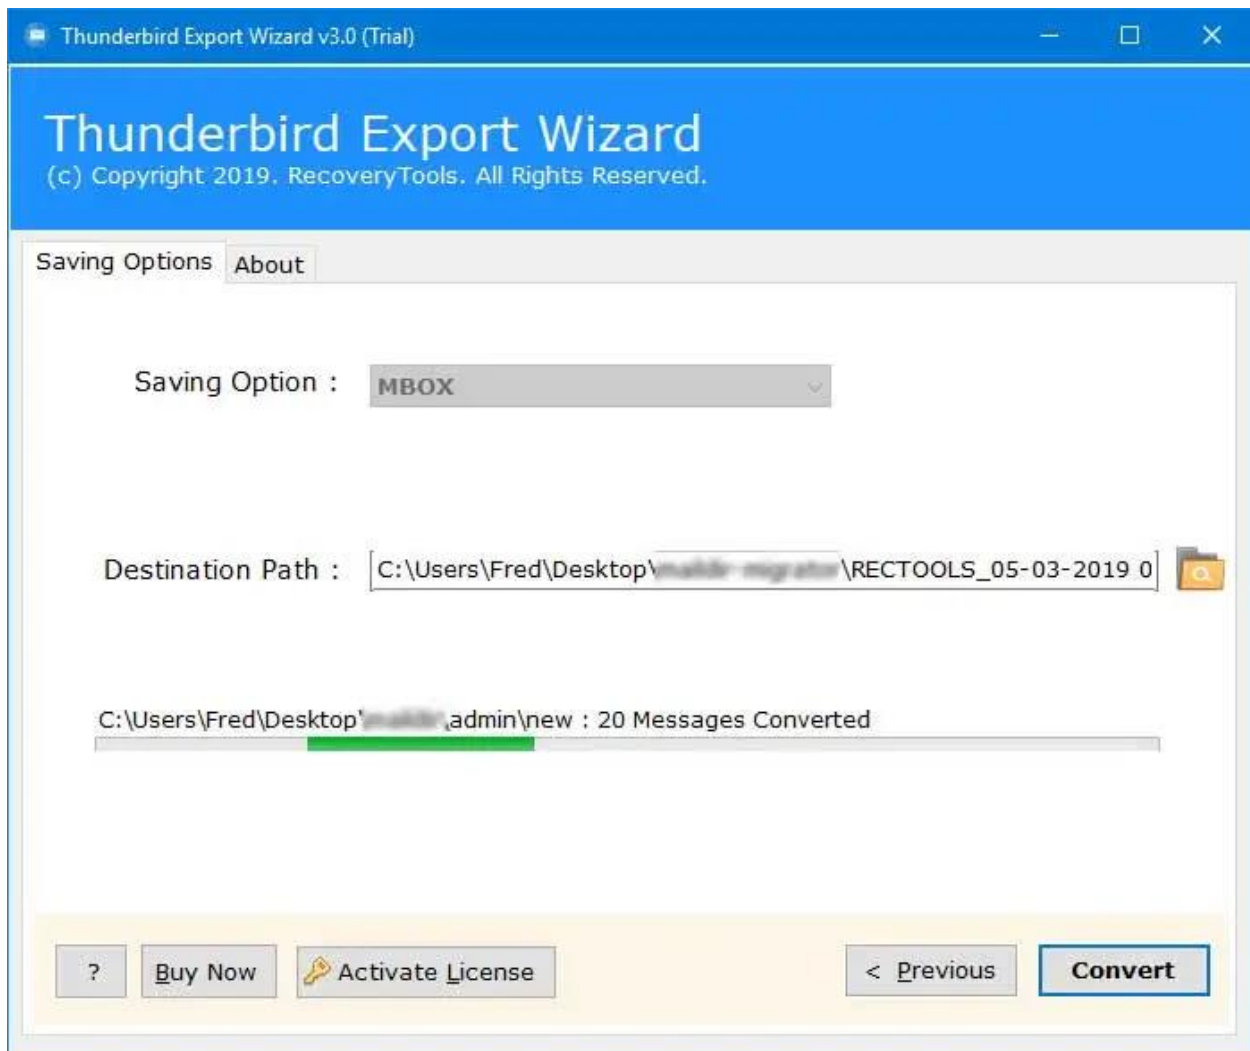 Thunderbird Export Wizard v3.0 (Trial)
Thunderbird Export Wizard
(c) Copyright 2019. RecoveryTools. All Rights Reserved.
Saving Options About
Saving Option :
MBOX
Destination Path :
C:\Users\Fred\Desktop\ \RECTOOLS_05-03-2019 0
C:\Users\Fred\Desktop\ \admin\new : 20 Messages Converted
? Buy Now Activate License < Previous Convert